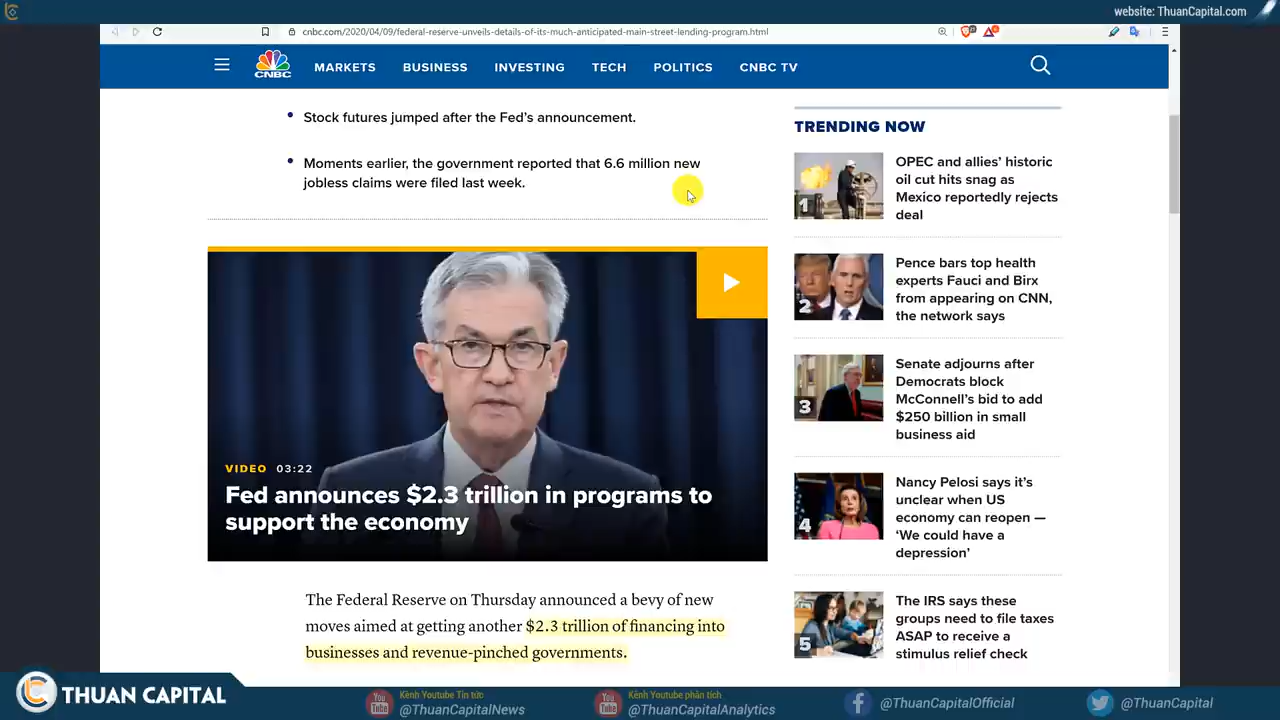 website: ThuanCapital.com
cnbc.com/2020/04/09/federal-reserve-unveils-details-of-its-much-anticipated-main-street-lending-program.html
CNBC
MARKETS
BUSINESS
INVESTING
TECH
POLITICS
CNBC TV
Stock futures jumped after the Fed's announcement.
Moments earlier, the government reported that 6.6 million new
jobless claims were filed last week.
VIDEO 03:22
Fed announces $2.3 trillion in programs to
support the economy
The Federal Reserve on Thursday announced a bevy of new
moves aimed at getting another $2.3 trillion of financing into
businesses and revenue-pinched governments.
TRENDING NOW
1
OPEC and allies' historic
oil cut hits snag as
Mexico reportedly rejects
deal
2
Pence bars top health
experts Fauci and Birx
from appearing on CNN,
the network says
3
Senate adjourns after
Democrats block
McConnell's bid to add
$250 billion in small
business aid
4
Nancy Pelosi says it's
unclear when US
economy can reopen —
'We could have a
depression'
5
The IRS says these
groups need to file taxes
ASAP to receive a
stimulus relief check
THUAN CAPITAL
You Tube
Kênh Youtube Tin tức
@ThuanCapitalNews
You Tube
Kênh Youtube phân tích
@ThuanCapitalAnalytics
@ThuanCapitalOfficial
@ThuanCapital